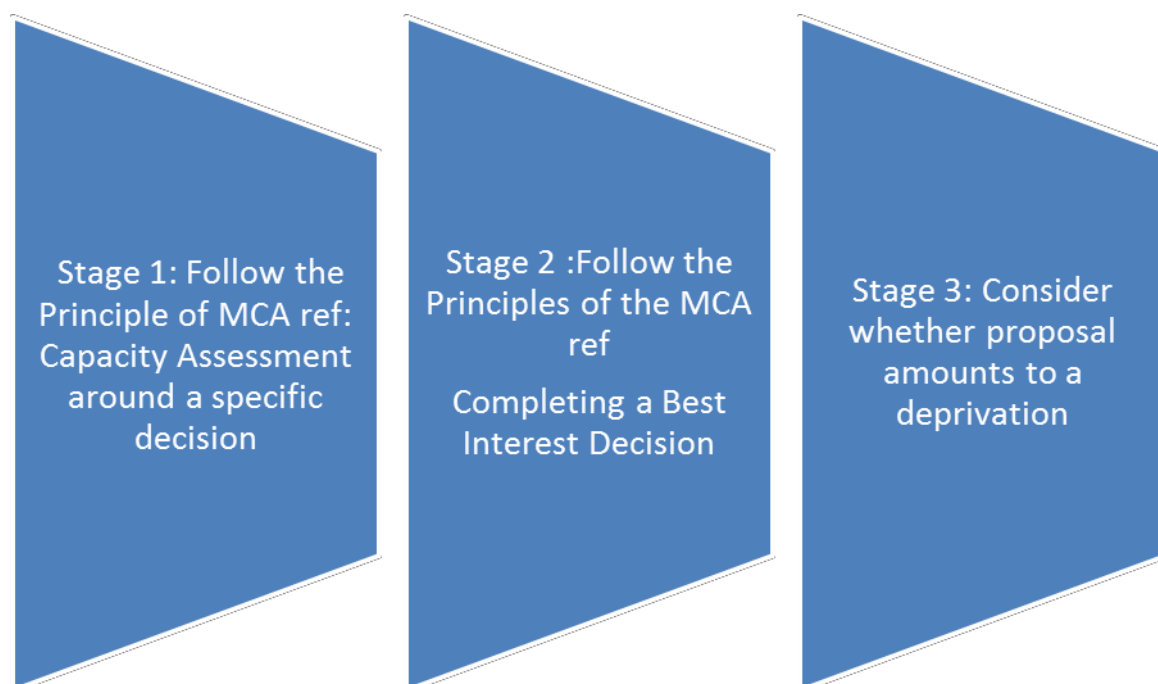 Stage 1: Follow the
Principle of MCA ref:
Capacity Assessment
around a specific
decision
Stage 2 :Follow the
Principles of the MCA
ref
Completing a Best
Interest Decision
Stage 3: Consider
whether proposal
amounts to a
deprivation